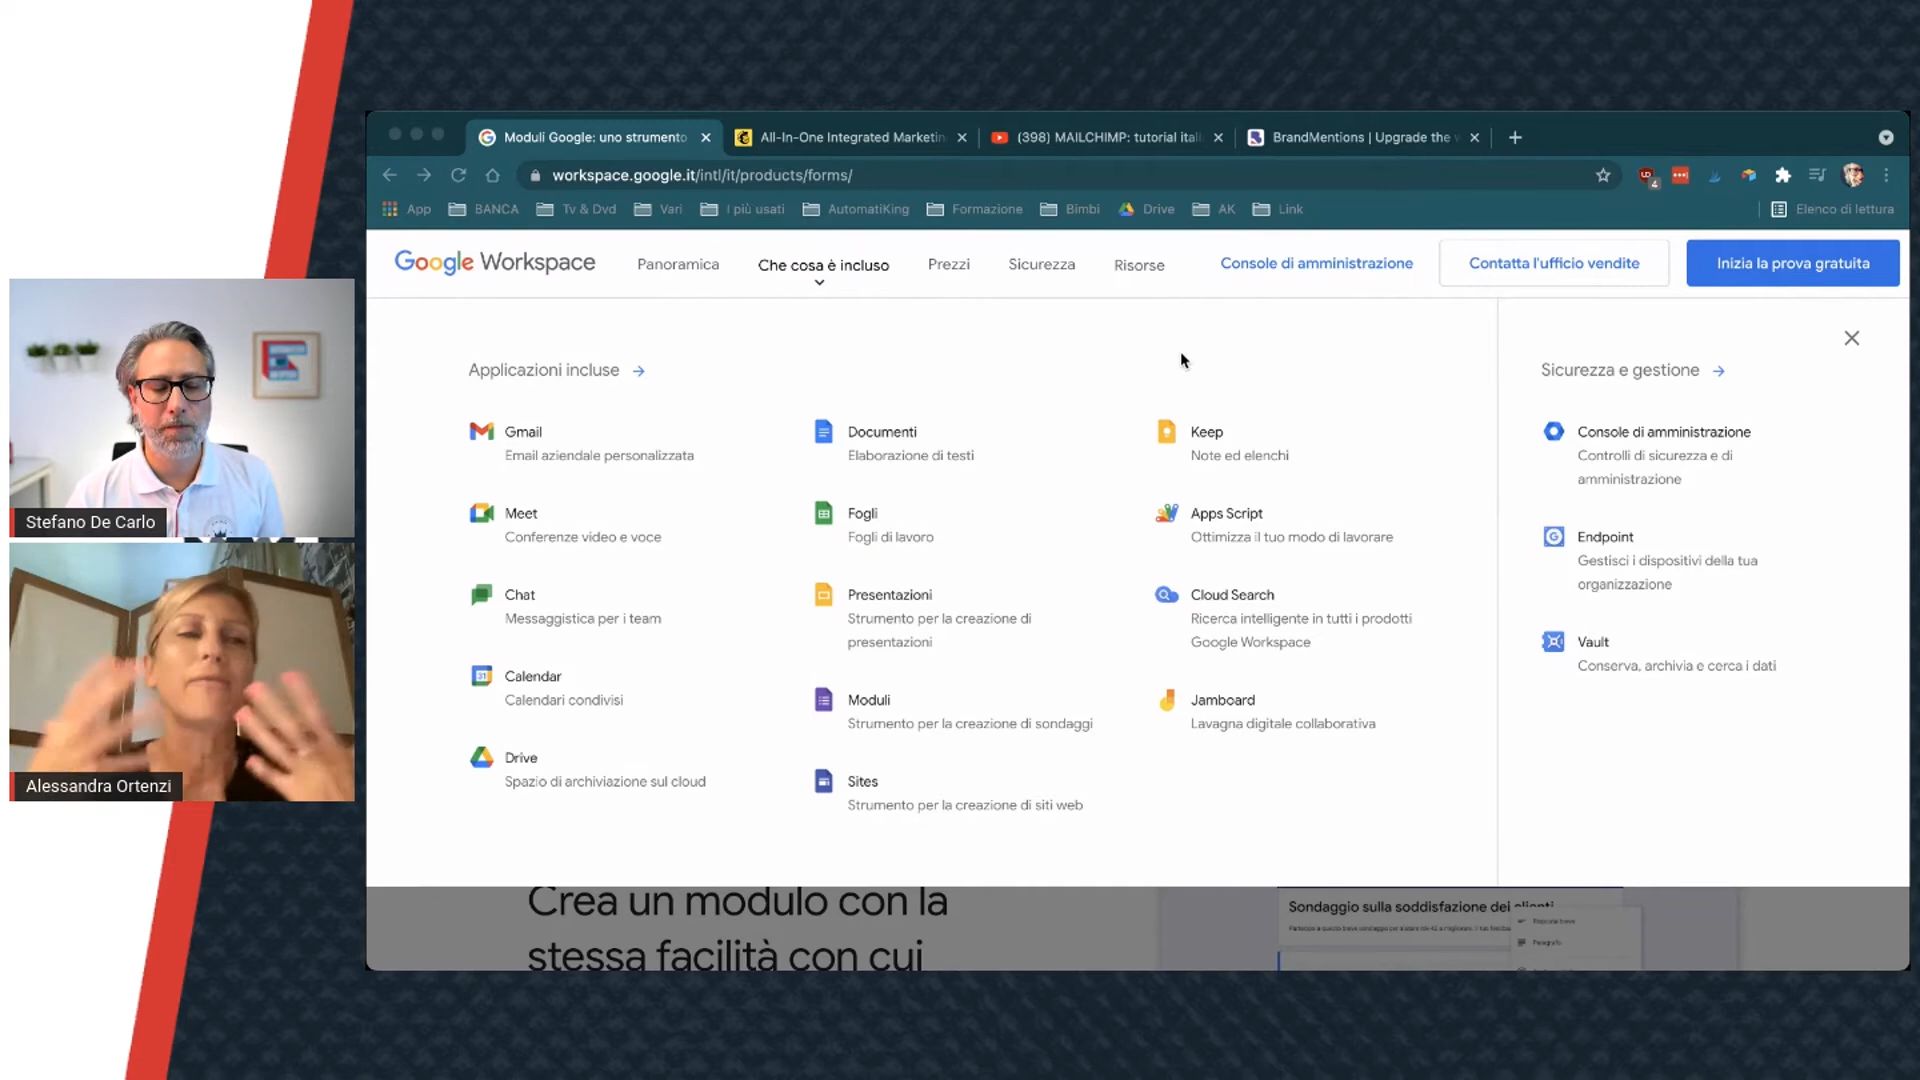 Moduli Google: uno strumento
All-In-One Integrated Marketin
(398) MAILCHIMP: tutorial itali
BrandMentions | Upgrade the w
workspace.google.it/intl/it/products/forms/
4
App
BANCA
Tv & Dvd
Vari
I più usati
AutomatiKing
Formazione
Bimbi
Drive
AK
Link
Elenco di lettura
Google Workspace
Panoramica
Che cosa è incluso
Prezzi
Sicurezza
Risorse
Console di amministrazione
Contatta l'ufficio vendite
Inizia la prova gratuita
Applicazioni incluse
Gmail
Email aziendale personalizzata
Meet
Conferenze video e voce
Chat
Messaggistica per i team
Calendar
Calendari condivisi
Drive
Spazio di archiviazione sul cloud
Documenti
Elaborazione di testi
Fogli
Fogli di lavoro
Presentazioni
Strumento per la creazione di
presentazioni
Moduli
Strumento per la creazione di sondaggi
Sites
Strumento per la creazione di siti web
Keep
Note ed elenchi
Apps Script
Ottimizza il tuo modo di lavorare
Cloud Search
Ricerca intelligente in tutti i prodotti
Google Workspace
Jamboard
Lavagna digitale collaborativa
Sicurezza e gestione
Console di amministrazione
Controlli di sicurezza e di
amministrazione
Endpoint
Gestisci i dispositivi della tua
organizzazione
Vault
Conserva, archivia e cerca i dati
Crea un modulo con la
stessa facilità con cui
Sondaggio sulla soddisfazione dei clienti
Risposta breve
Paragrafo
Stefano De Carlo
Alessandra Ortenzi